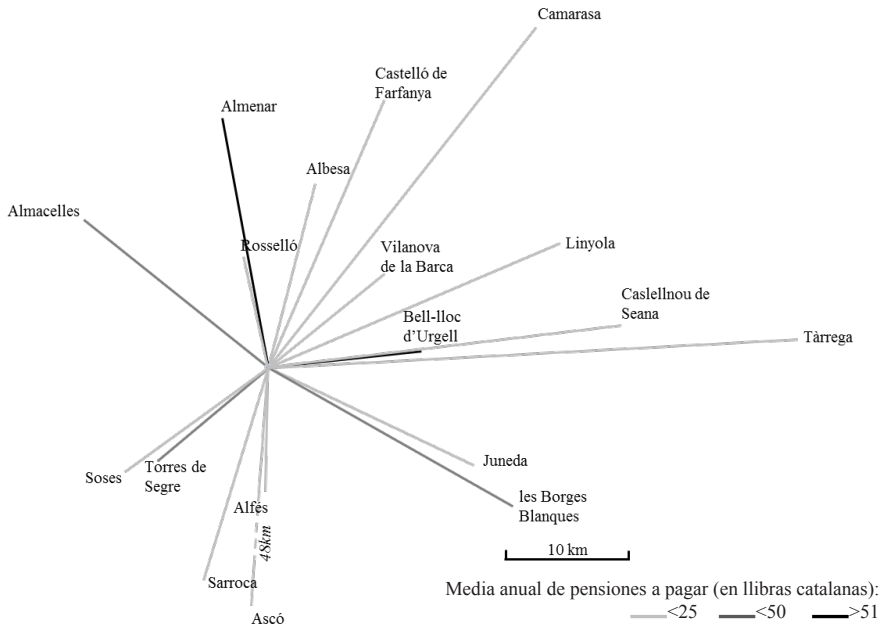 Camarasa
Castelló de
Farfanya
Almenar
Albesa
Almacelles
Rosselló
Vilanova
de la Barca
Linyola
Caslellnou de
Seana
Bell-lloc
d’Urgell
Tàrrega
Juneda
Soses
Torres de
Segre
les Borges
Blanques
Alfés
48km
10 km
Sarroca
Ascó
Media anual de pensiones a pagar (en llibras catalanas):
<25 <50 >51